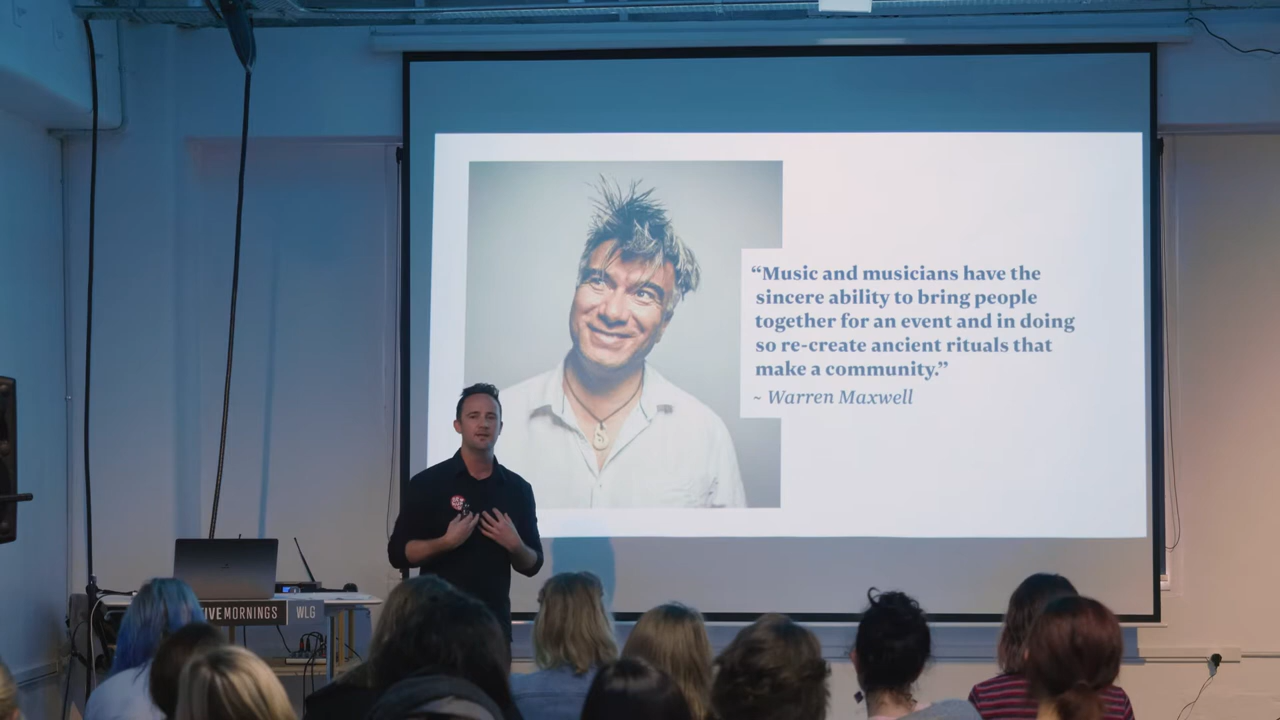 “Music and musicians have the
sincere ability to bring people
together for an event and in doing
so re-create ancient rituals that
make a community.”
~ Warren Maxwell
IVEMORNINGS WLG